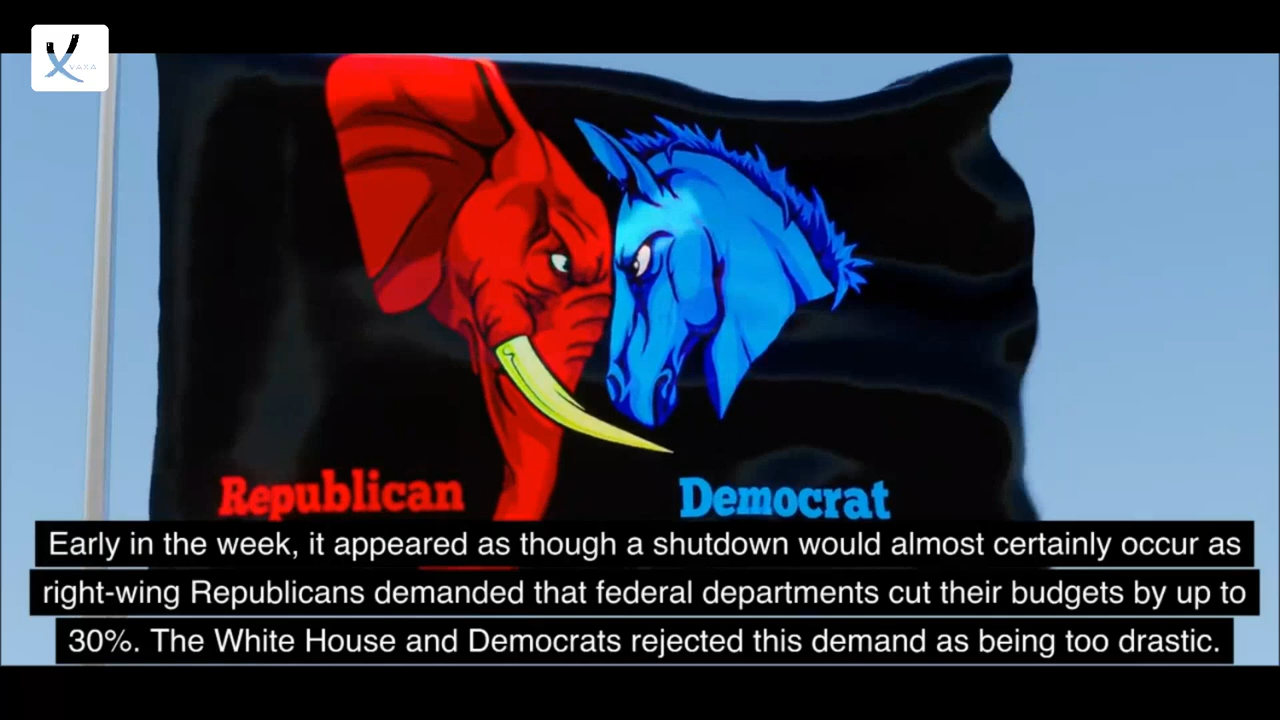 VAXA
Republican
Democrat
Early in the week, it appeared as though a shutdown would almost certainly occur as
right-wing Republicans demanded that federal departments cut their budgets by up to
30%. The White House and Democrats rejected this demand as being too drastic.